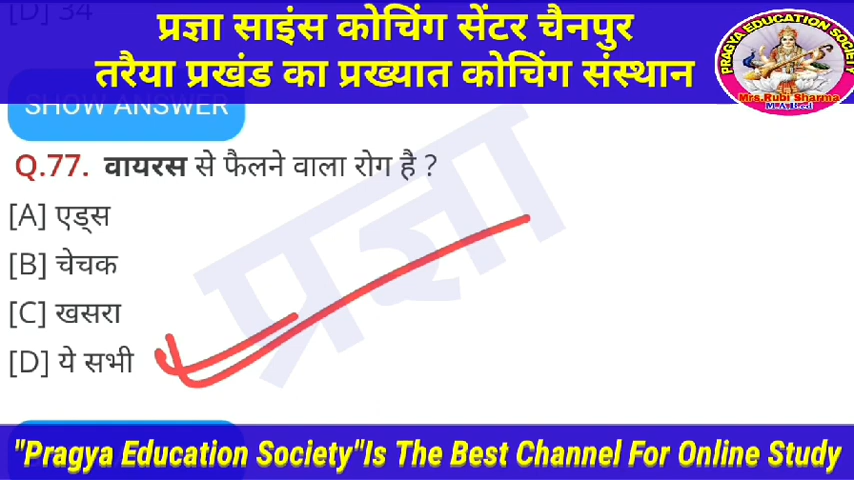 [D] 34
प्रज्ञा साइंस कोचिंग सेंटर चैनपुर
तरैया प्रखंड का प्रख्यात कोचिंग संस्थान
PRAGYA EDUCATION SOCIETY
Mrs.Rubi Sharma
SHOW ANSWER
Q.77. वायरस से फैलने वाला रोग है ?
[A] एड्स
[B] चेचक
[C] खसरा
[D] ये सभी
प्रज्ञा
"Pragya Education Society"Is The Best Channel For Online Study